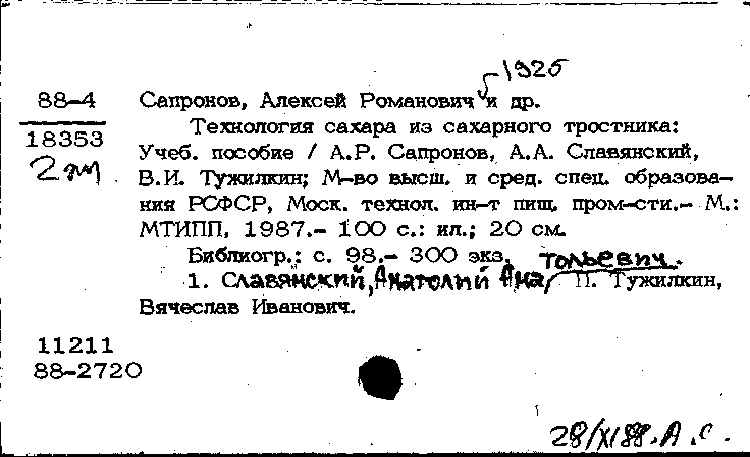 1926
88-4 Сапронов, Алексей Романович и др.
18353 Технология сахара из сахарного тростника:
Учеб. пособие / А.Р. Сапронов, А.А. Славянский,
В.И. Тужилкин; М-во высш. и сред. спец. образова-
ния РСФСР, Моск. технол. ин-т пищ. пром-сти.- М.:
МТИПП, 1987.- 100 с.: ил.; 20 см.
Библиогр.: с. 98.- 300 экз.
тольевич.
1. Славянский, Анатолий Ана, II. Тужилкин,
Вячеслав Иванович.
11211
88-2720
28/XI 88. А.С.